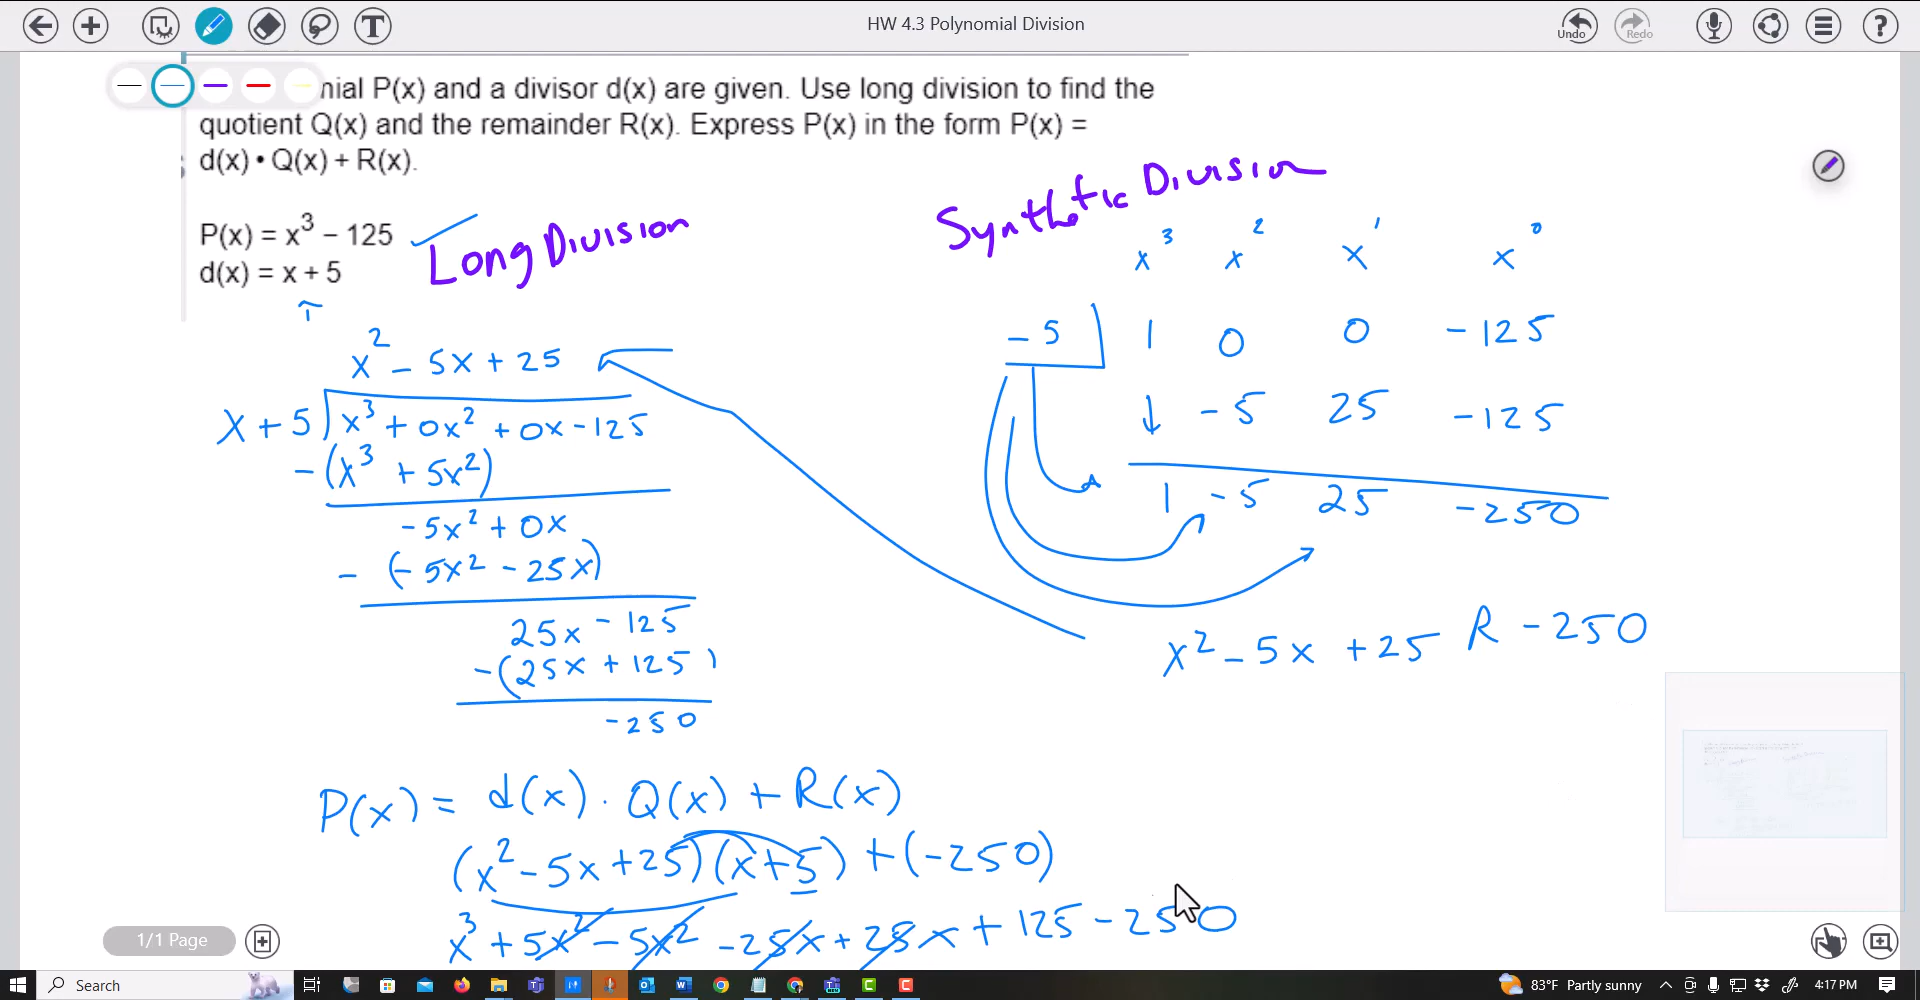 HW 4.3 Polynomial Division
Undo
Redo
nial P(x) and a divisor d(x) are given. Use long division to find the
quotient Q(x) and the remainder R(x). Express P(x) in the form P(x) =
d(x) • Q(x) + R(x).
P(x) = x³ − 125
d(x) = x + 5
Long Division
x² - 5x + 25
x + 5 x³ + 0x² + 0x - 125
- (x³ + 5x²)
-5x² + 0x
- (-5x² - 25x)
25x - 125
-(25x + 125)
-250
Synthetic Division
x³ x² x¹ x⁰
-5 1 0 0 -125
↓ -5 25 -125
1 -5 25 -250
x² - 5x + 25 R -250
P(x) = d(x) · Q(x) + R(x)
(x² - 5x + 25)(x + 5) + (-250)
x³ + 5x² - 5x² - 25x + 25x + 125 - 250
1/1 Page
Search
83°F Partly sunny
4:17 PM